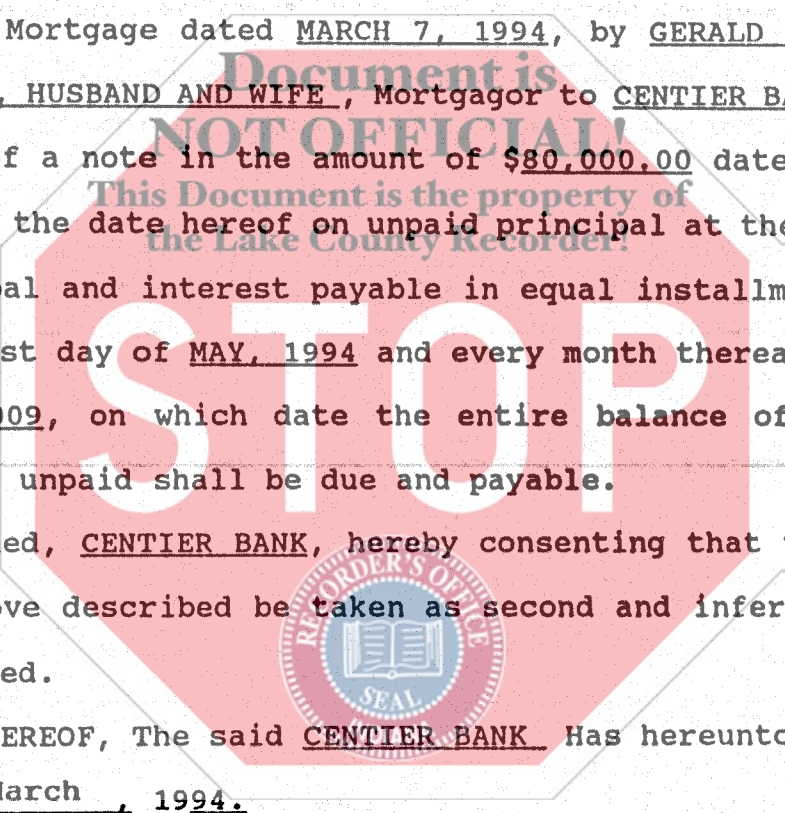 Mortgage dated MARCH 7, 1994, by GERALD
Document is
, HUSBAND AND WIFE , Mortgagor to CENTIER BA
NOT OFFICIAL!
f a note in the amount of $80,000.00 date
This Document is the property of
the date hereof on unpaid principal at the
the Lake County Recorder!
al and interest payable in equal installm
st day of MAY, 1994 and every month therea
STOP
009, on which date the entire balance of
unpaid shall be due and payable.
ed, CENTIER BANK, hereby consenting that
ve described be taken as second and infer
RECORDER'S OFFICE
SEAL
ed.
EREOF, The said CENTIER BANK Has hereunto
March , 1994.